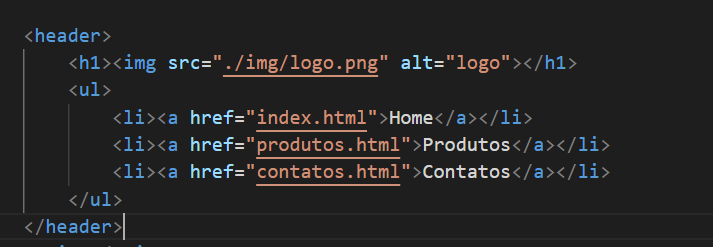 <header>
<h1><img src="./img/logo.png" alt="logo"></h1>
<ul>
<li><a href="index.html">Home</a></li>
<li><a href="produtos.html">Produtos</a></li>
<li><a href="contatos.html">Contatos</a></li>
</ul>
</header>